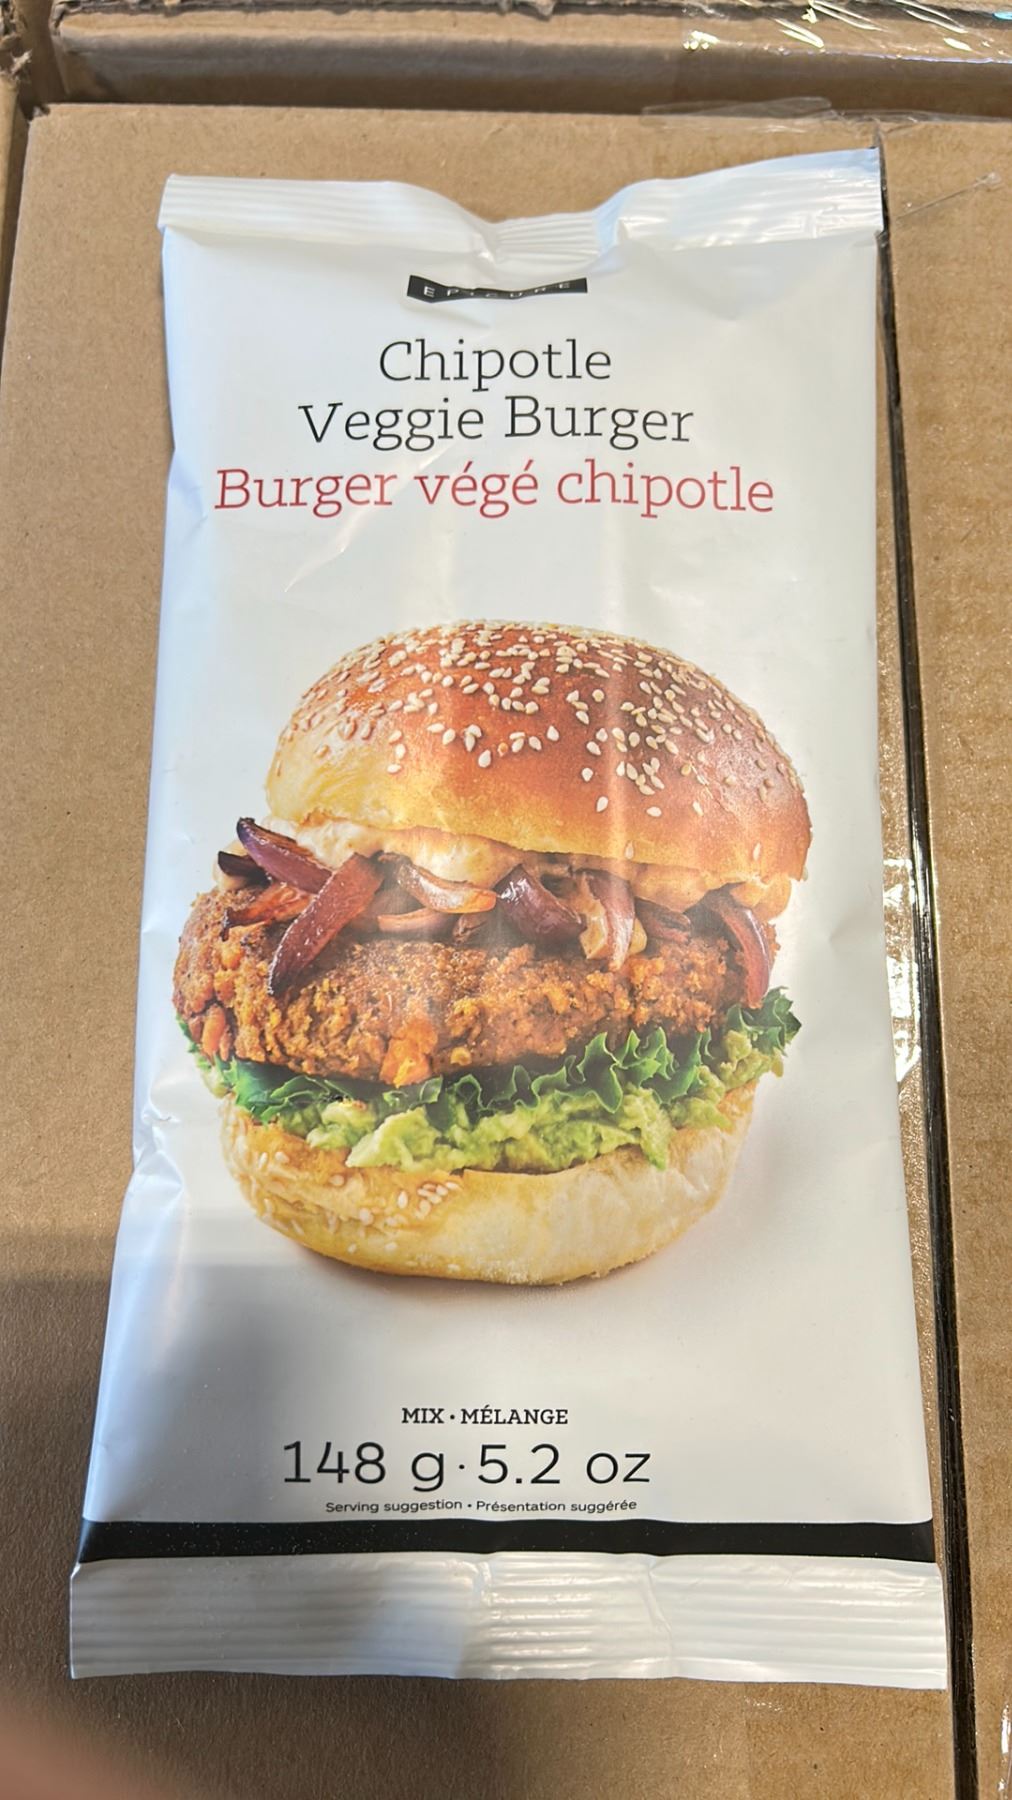 EPICURE
Chipotle
Veggie Burger
Burger végé chipotle
MIX • MÉLANGE
148 g · 5.2 oz
Serving suggestion • Présentation suggérée